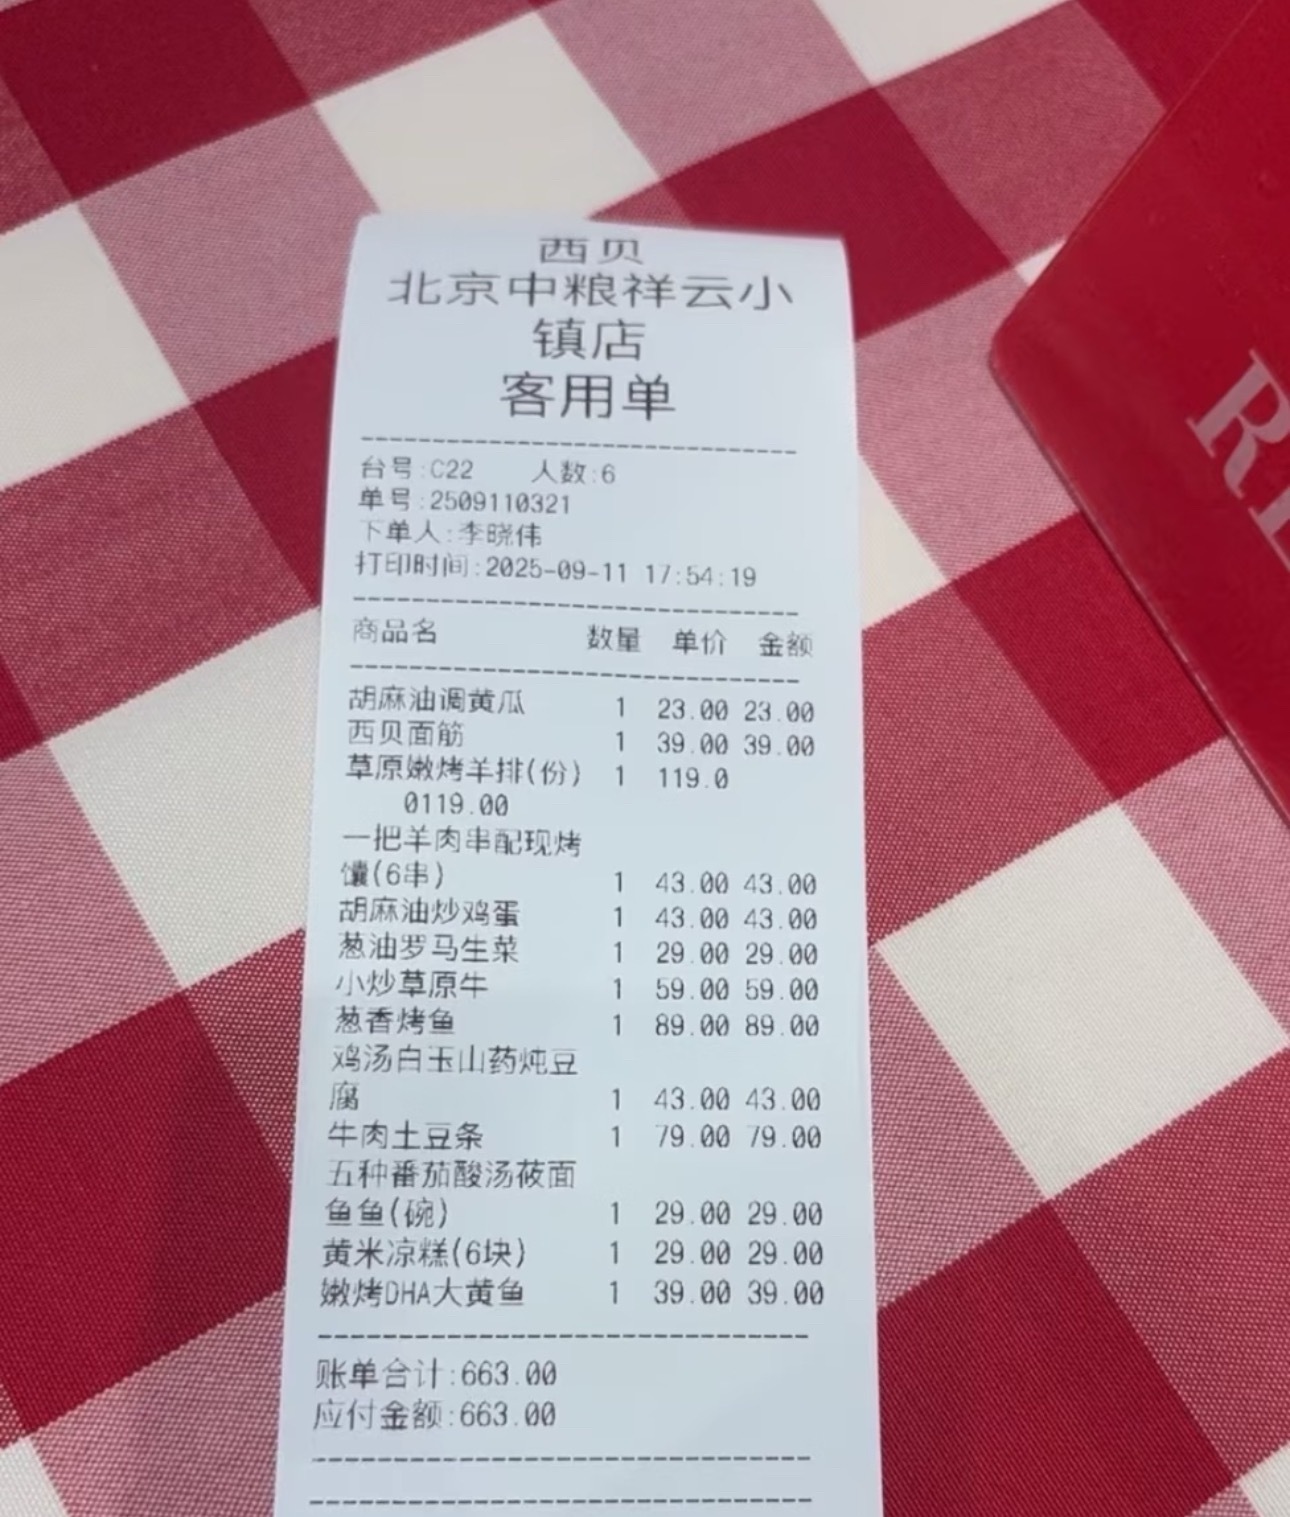 西贝
北京中粮祥云小
镇店
客用单
台号:C22 人数:6
单号:2509110321
下单人:李晓伟
打印时间:2025-09-11 17:54:19
商品名 数量 单价 金额
胡麻油调黄瓜 1 23.00 23.00
西贝面筋 1 39.00 39.00
草原嫩烤羊排(份) 1 119.0
0119.00
一把羊肉串配现烤
馕(6串) 1 43.00 43.00
胡麻油炒鸡蛋 1 43.00 43.00
葱油罗马生菜 1 29.00 29.00
小炒草原牛 1 59.00 59.00
葱香烤鱼 1 89.00 89.00
鸡汤白玉山药炖豆
腐 1 43.00 43.00
牛肉土豆条 1 79.00 79.00
五种番茄酸汤莜面
鱼鱼(碗) 1 29.00 29.00
黄米凉糕(6块) 1 29.00 29.00
嫩烤DHA大黄鱼 1 39.00 39.00
账单合计:663.00
应付金额:663.00